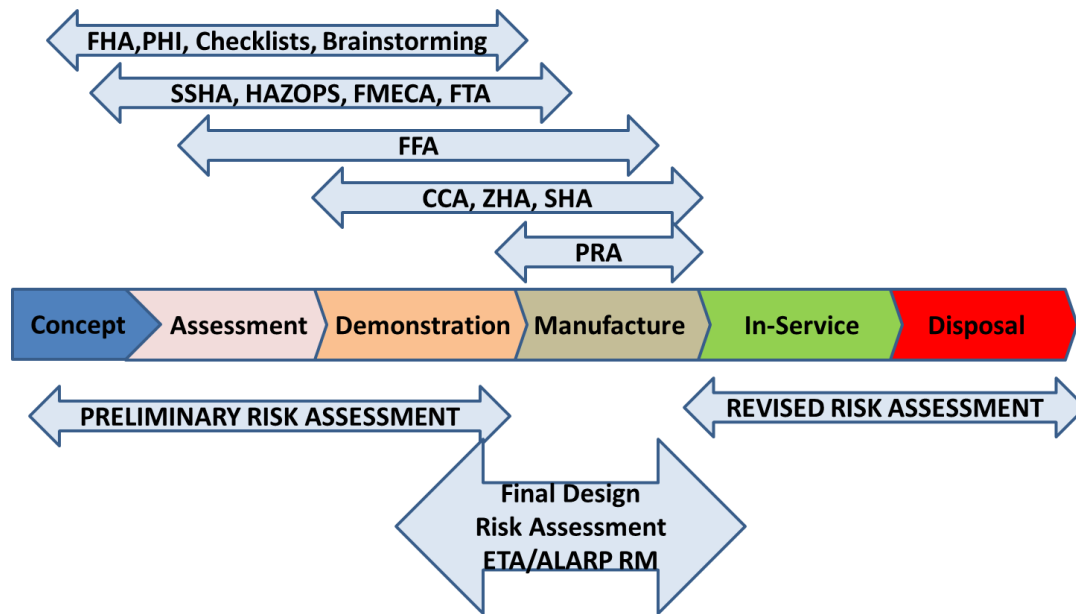 FHA,PHI, Checklists, Brainstorming
SSHA, HAZOPS, FMECA, FTA
FFA
CCA, ZHA, SHA
PRA
Concept
Assessment
Demonstration
Manufacture
In-Service
Disposal
PRELIMINARY RISK ASSESSMENT
REVISED RISK ASSESSMENT
Final Design
Risk Assessment
ETA/ALARP RM